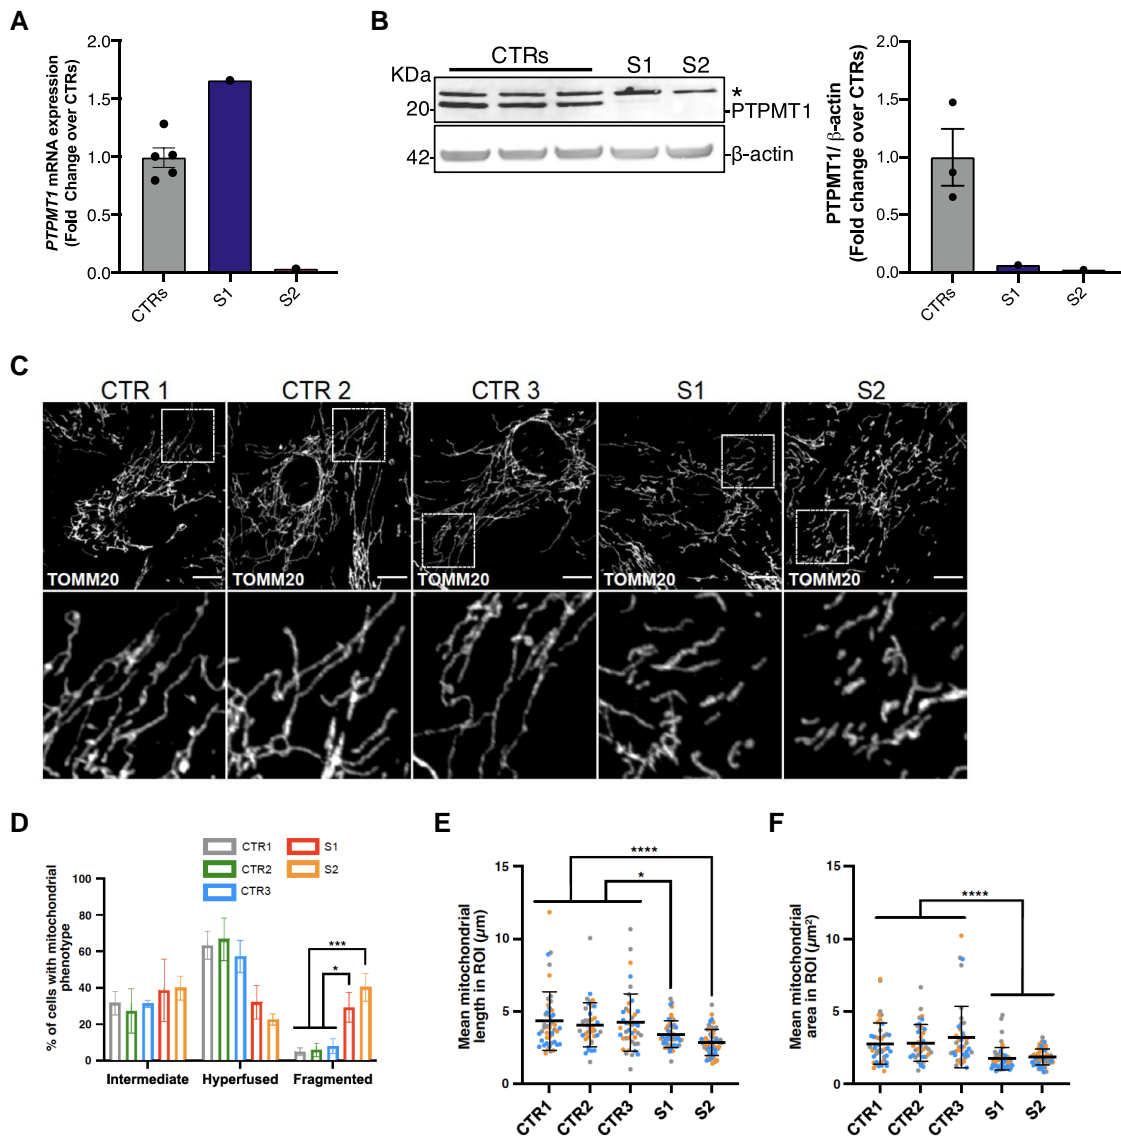 A
2.0
1.5
1.0
0.5
0.0
PTPMT1 mRNA expression
(Fold Change over CTRs)
CTRs
S1
S2
B
CTRs
S1
S2
KDa
*
20
PTPMT1
42
β-actin
2.0
1.5
1.0
0.5
0.0
PTPMT1/ β-actin
(Fold change over CTRs)
CTRs
S1
S2
C
CTR 1
CTR 2
CTR 3
S1
S2
TOMM20
TOMM20
TOMM20
TOMM20
TOMM20
D
CTR1
S1
CTR2
S2
CTR3
% of cells with mitochondrial
phenotype
100
80
60
40
20
0
***
*
Intermediate
Hyperfused
Fragmented
E
****
*
Mean mitochondrial
length in ROI (µm)
15
10
5
0
CTR1
CTR2
CTR3
S1
S2
F
****
Mean mitochondrial
area in ROI (µm²)
15
10
5
0
CTR1
CTR2
CTR3
S1
S2